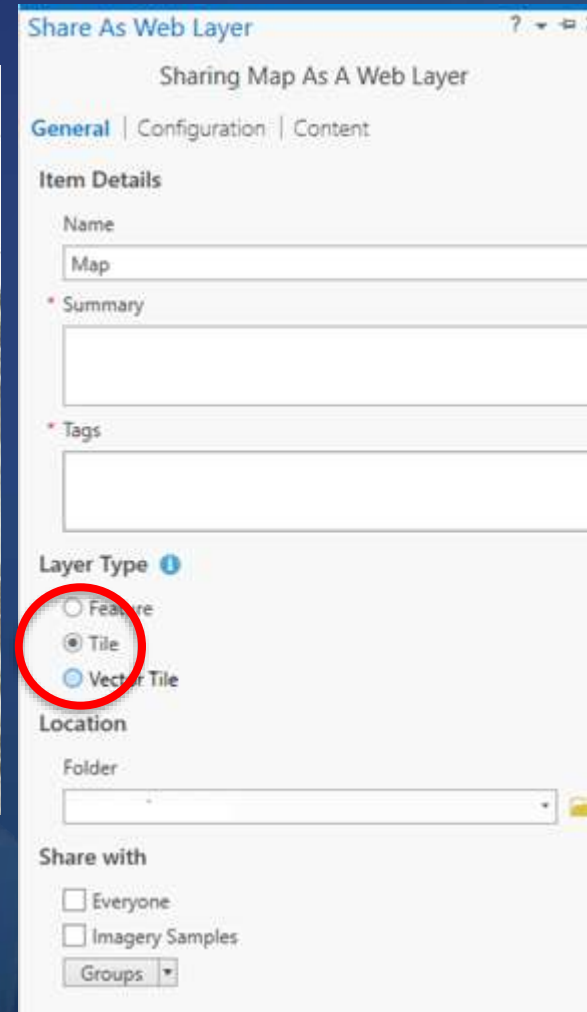 Share As Web Layer ?
Sharing Map As A Web Layer
General | Configuration | Content
Item Details
Name
Map
* Summary
* Tags
Layer Type
Feature
Tile
Vector Tile
Location
Folder
Share with
Everyone
Imagery Samples
Groups